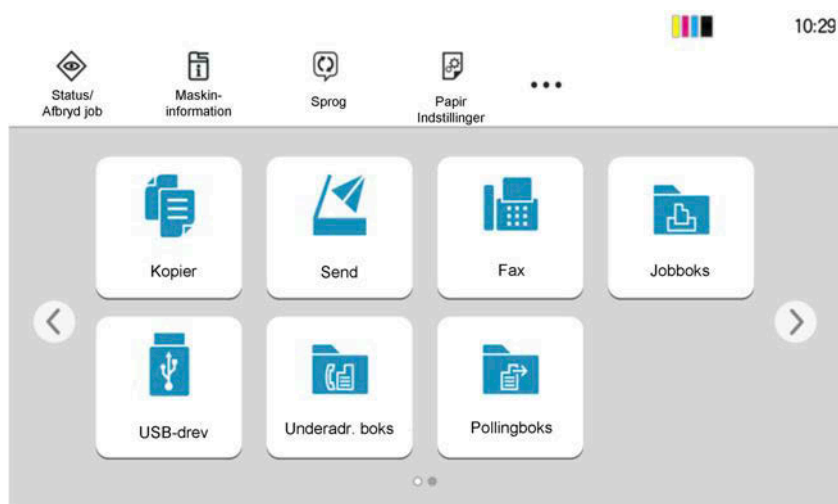 10:29
Status/
Afbryd job
Maskin-
information
Sprog
Papir
Indstillinger
Kopier
Send
Fax
Jobboks
USB-drev
Underadr. boks
Pollingboks